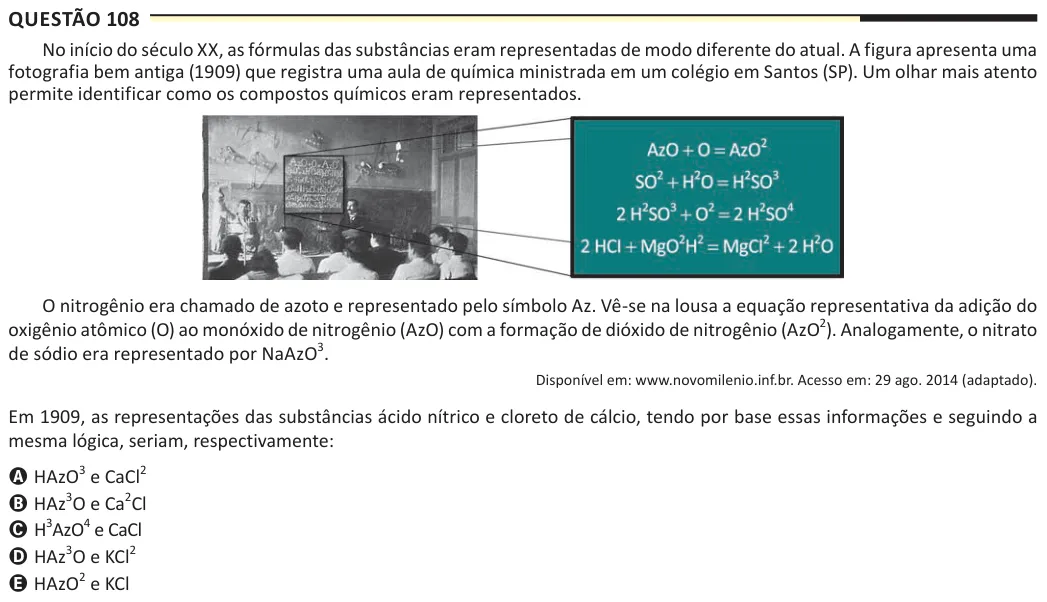 QUESTÃO 108
No início do século XX, as fórmulas das substâncias eram representadas de modo diferente do atual. A figura apresenta uma
fotografia bem antiga (1909) que registra uma aula de química ministrada em um colégio em Santos (SP). Um olhar mais atento
permite identificar como os compostos químicos eram representados.
AzO + O = AzO²
SO² + H²O = H²SO³
2 H²SO³ + O² = 2 H²SO⁴
2 HCl + MgO²H² = MgCl² + 2 H²O
O nitrogênio era chamado de azoto e representado pelo símbolo Az. Vê-se na lousa a equação representativa da adição do
oxigênio atômico (O) ao monóxido de nitrogênio (AzO) com a formação de dióxido de nitrogênio (AzO²). Analogamente, o nitrato
de sódio era representado por NaAzO³.
Disponível em: www.novomilenio.inf.br. Acesso em: 29 ago. 2014 (adaptado).
Em 1909, as representações das substâncias ácido nítrico e cloreto de cálcio, tendo por base essas informações e seguindo a
mesma lógica, seriam, respectivamente:
A HAzO³ e CaCl²
B HAz³O e Ca²Cl
C H³AzO⁴ e CaCl
D HAz³O e KCl²
E HAzO² e KCl